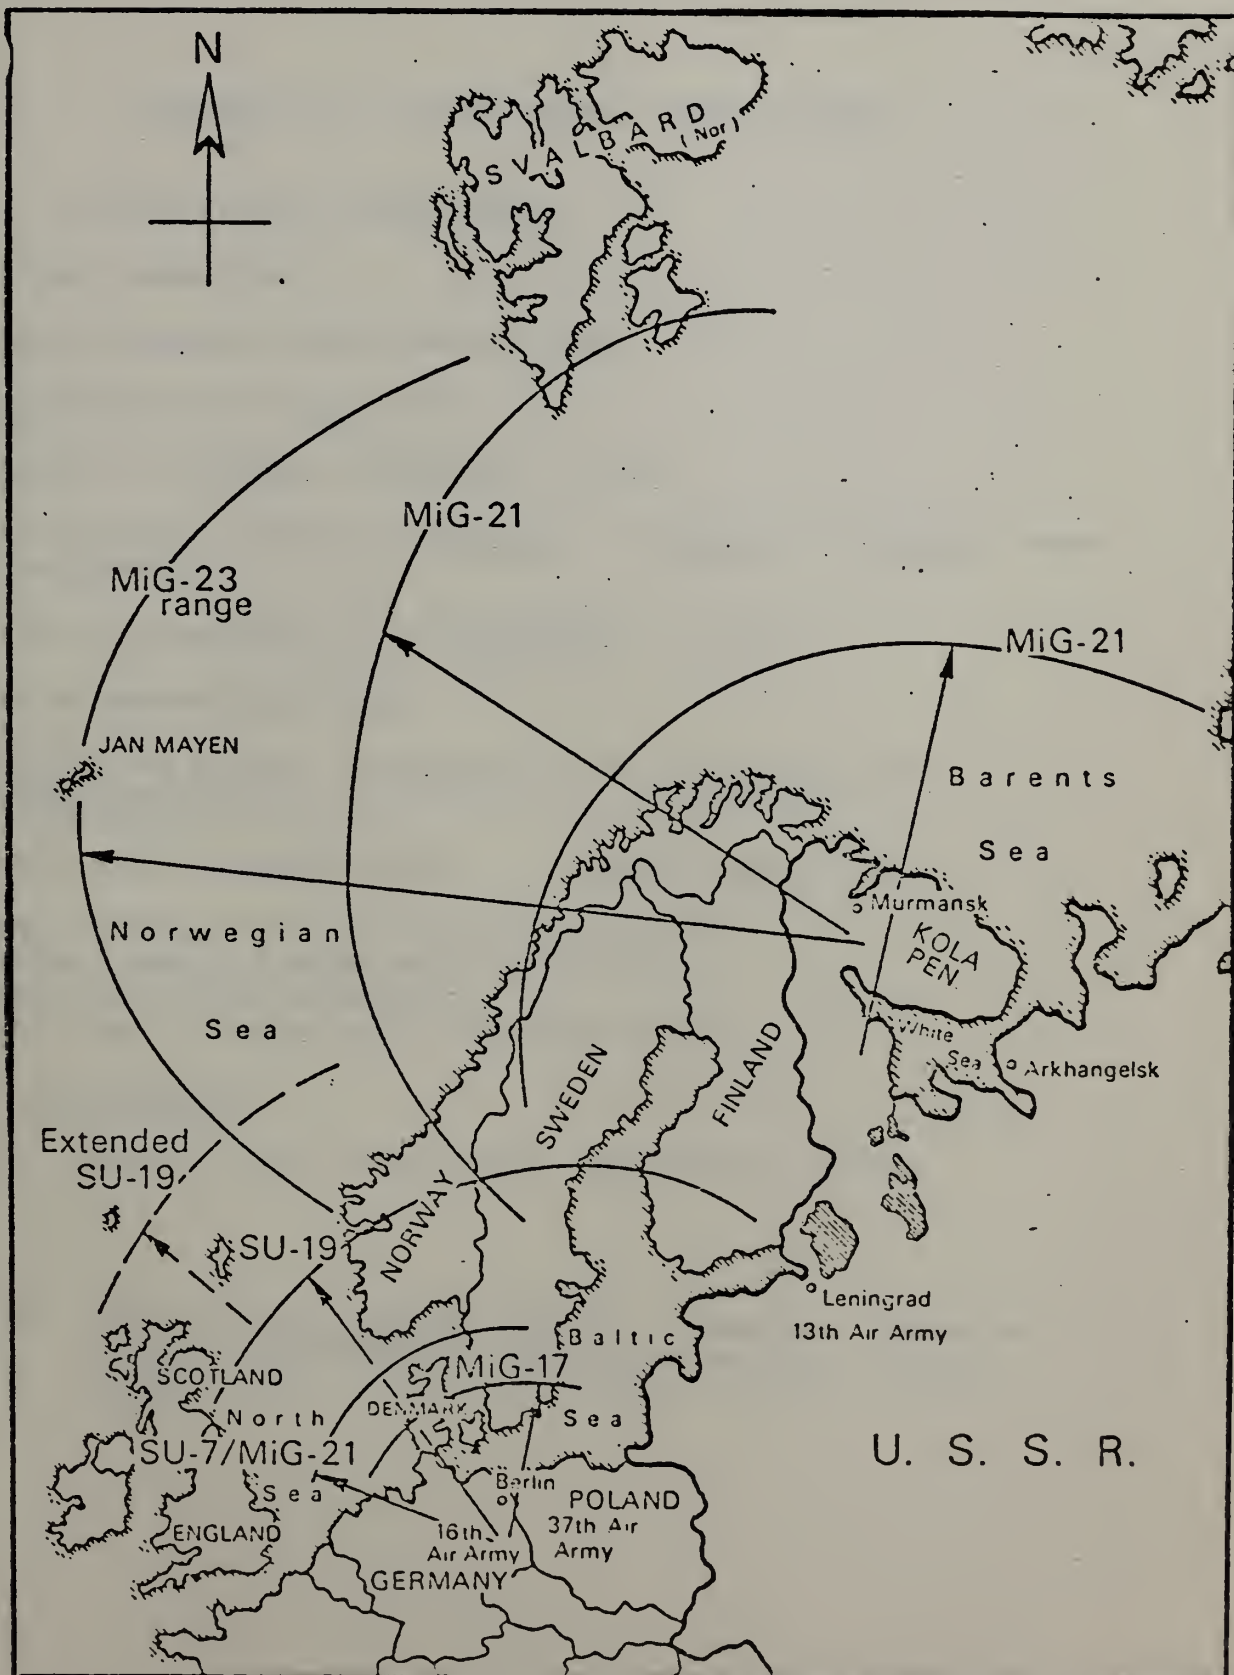 N
SVALBARD
(Nor)
MiG-21
MiG-23
range
MiG-21
JAN MAYEN
Barents
Sea
Murmansk
KOLA
PEN.
Norwegian
Sea
White
Sea
Arkhangelsk
SWEDEN
FINLAND
Extended
SU-19
NORWAY
SU-19
Leningrad
13th Air Army
Baltic
Sea
MiG-17
SCOTLAND
DENMARK
North
Sea
SU-7/MiG-21
U. S. S. R.
Berlin
POLAND
ENGLAND
16th
Air Army
37th Air
Army
GERMANY